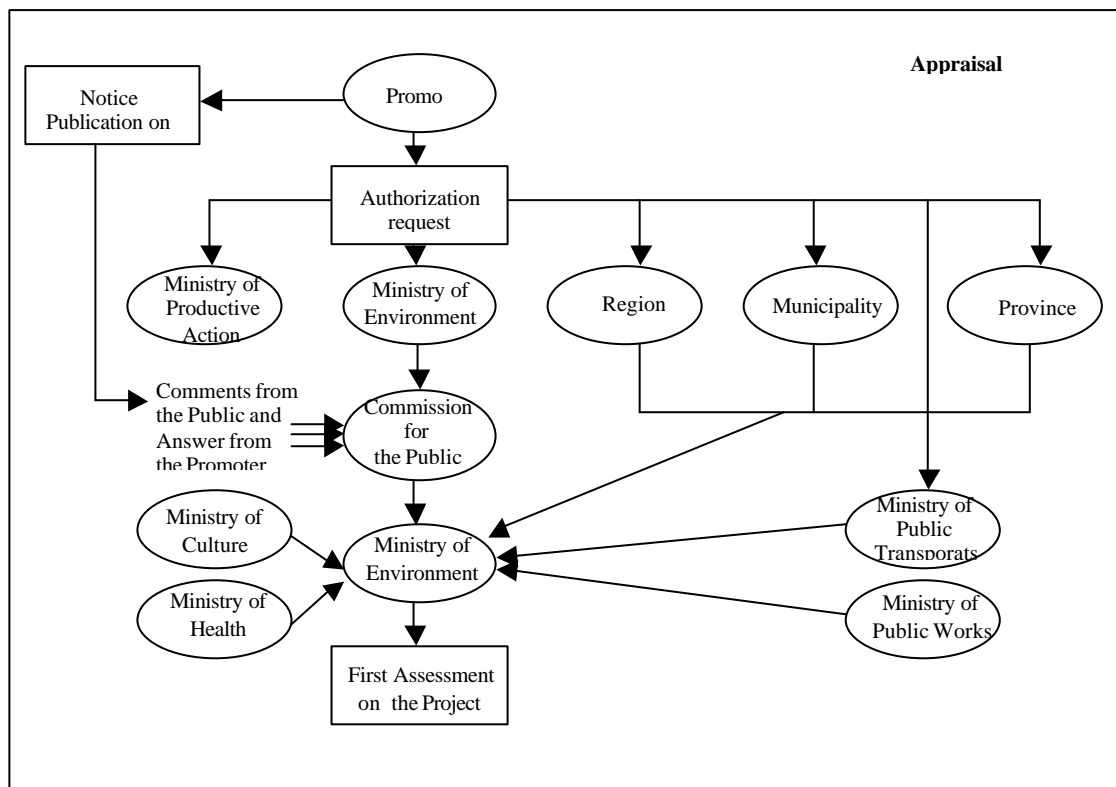 Appraisal
Notice
Publication on
Promo
Authorization
request
Ministry of
Productive
Action
Ministry of
Environment
Region
Municipality
Province
Comments from
the Public and
Answer from
the Promoter
Commission
for
the Public
Ministry of
Culture
Ministry of
Environment
Ministry of
Public
Transporats
Ministry of
Health
Ministry of
Public Works
First Assessment
on the Project